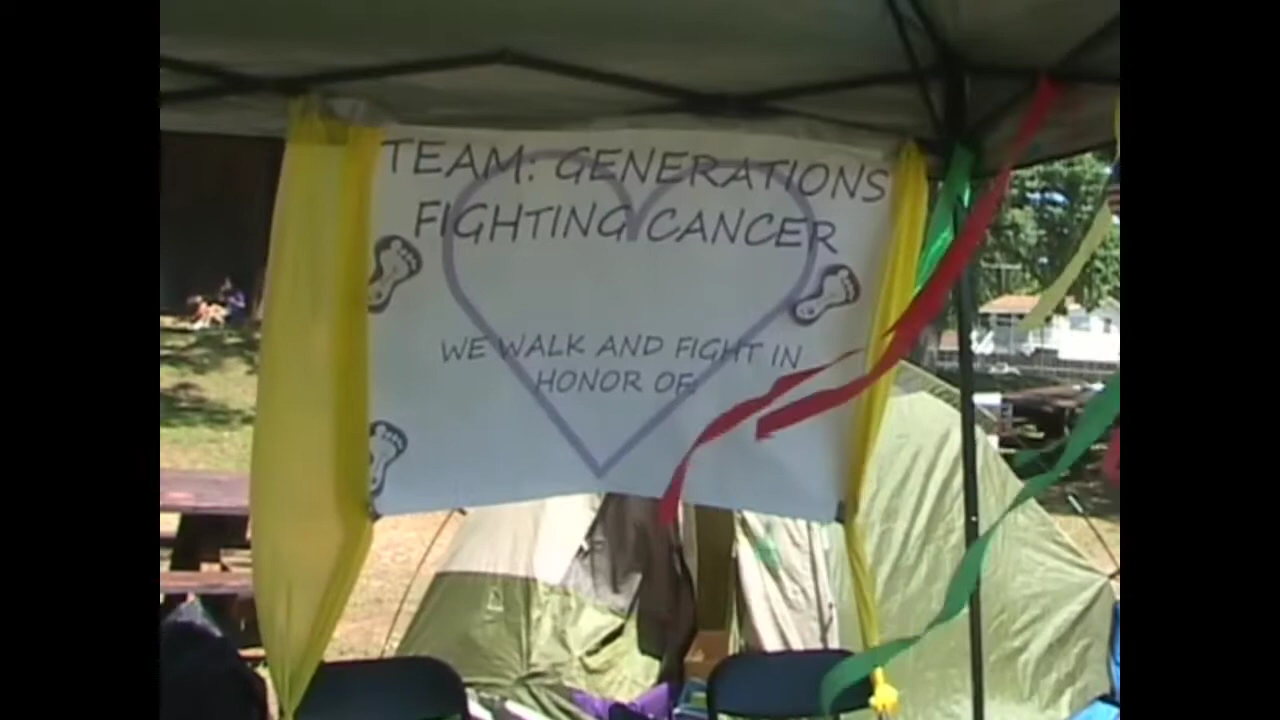 TEAM: GENERATIONS
FIGHTING CANCER
WE WALK AND FIGHT IN
HONOR OF: